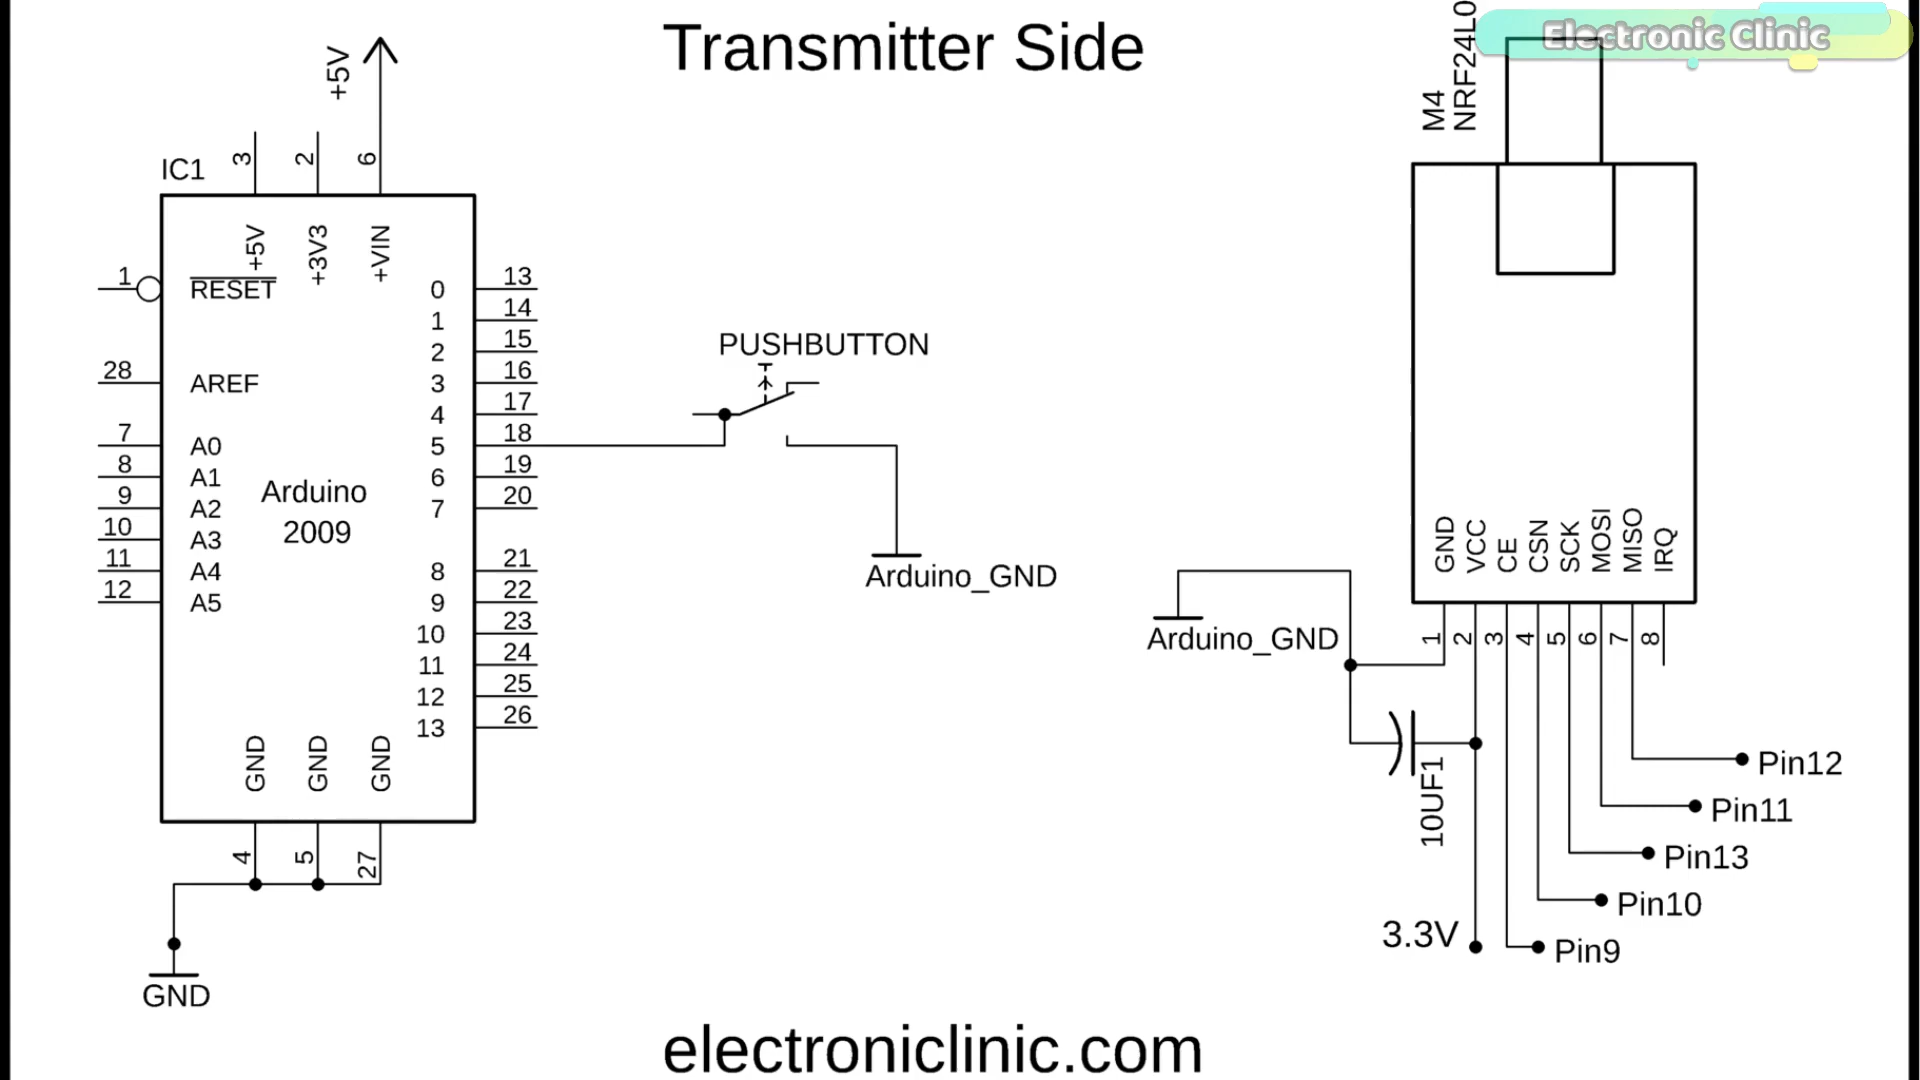 Transmitter Side
Electronic Clinic
+5V
M4
NRF24L0
IC1
3
2
6
+5V
+3V3
+VIN
1
RESET
28
AREF
7
A0
8
A1
9
A2
10
A3
11
A4
12
A5
Arduino
2009
0
13
1
14
2
15
3
16
4
17
5
18
6
19
7
20
8
21
9
22
10
23
11
24
12
25
13
26
GND
GND
GND
4
5
27
GND
PUSHBUTTON
Arduino_GND
Arduino_GND
GND
VCC
CE
CSN
SCK
MOSI
MISO
IRQ
1
2
3
4
5
6
7
8
10UF1
Pin12
Pin11
Pin13
Pin10
3.3V
Pin9
electroniclinic.com